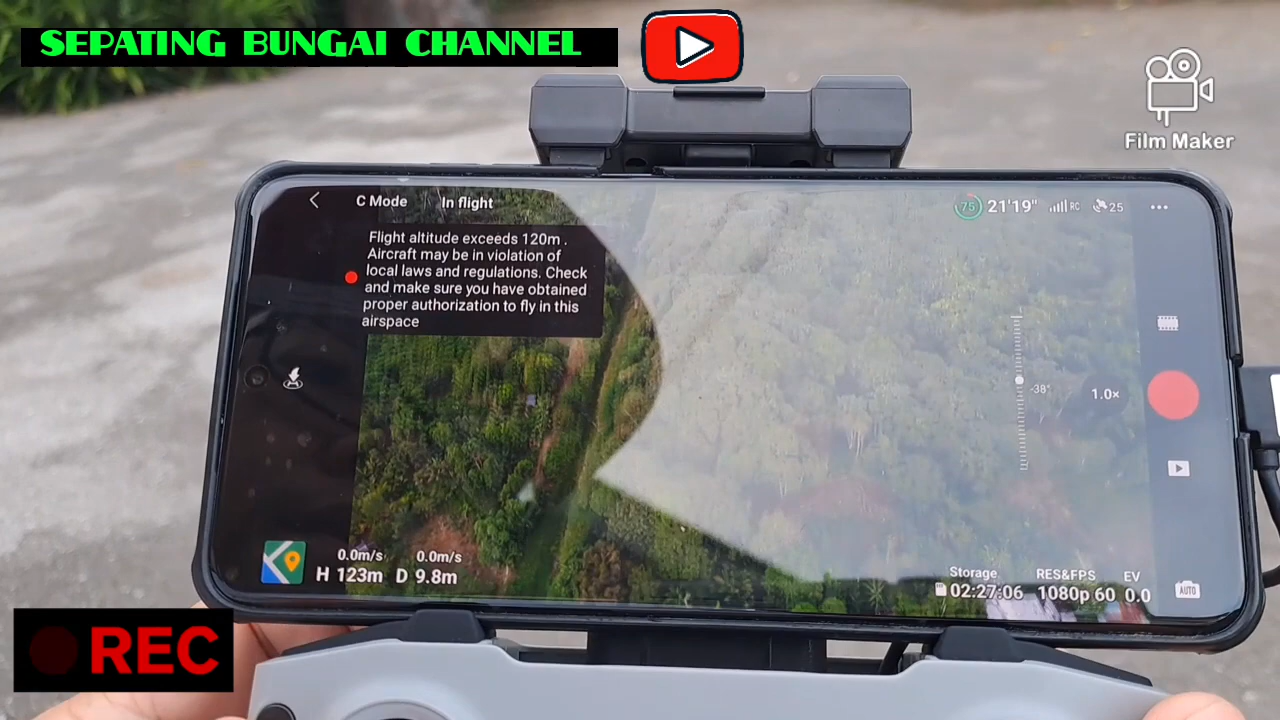 SEPATING BUNGAI CHANNEL
Film Maker
C Mode In flight
75 21'19" RC 25
Flight altitude exceeds 120m .
Aircraft may be in violation of
local laws and regulations. Check
and make sure you have obtained
proper authorization to fly in this
airspace
-38°
1.0×
0.0m/s 0.0m/s
H 123m D 9.8m
Storage RES&FPS EV
02:27:06 1080p 60 0.0
AUTO
REC